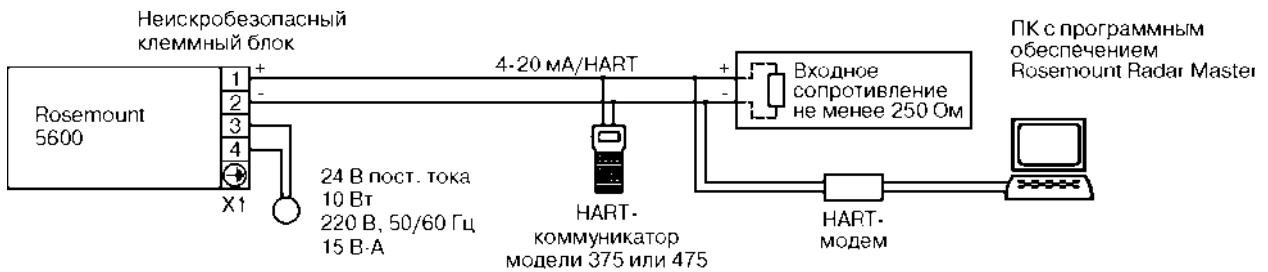 Неискробезопасный
клеммный блок
Rosemount
5600
1
2
3
4
X1
+
-
4-20 мА/HART
+
-
Входное
сопротивление
не менее 250 Ом
ПК с программным
обеспечением
Rosemount Radar Master
24 В пост. тока
10 Вт
220 В, 50/60 Гц
15 В-А
HART-
коммуникатор
модели 375 или 475
HART-
модем